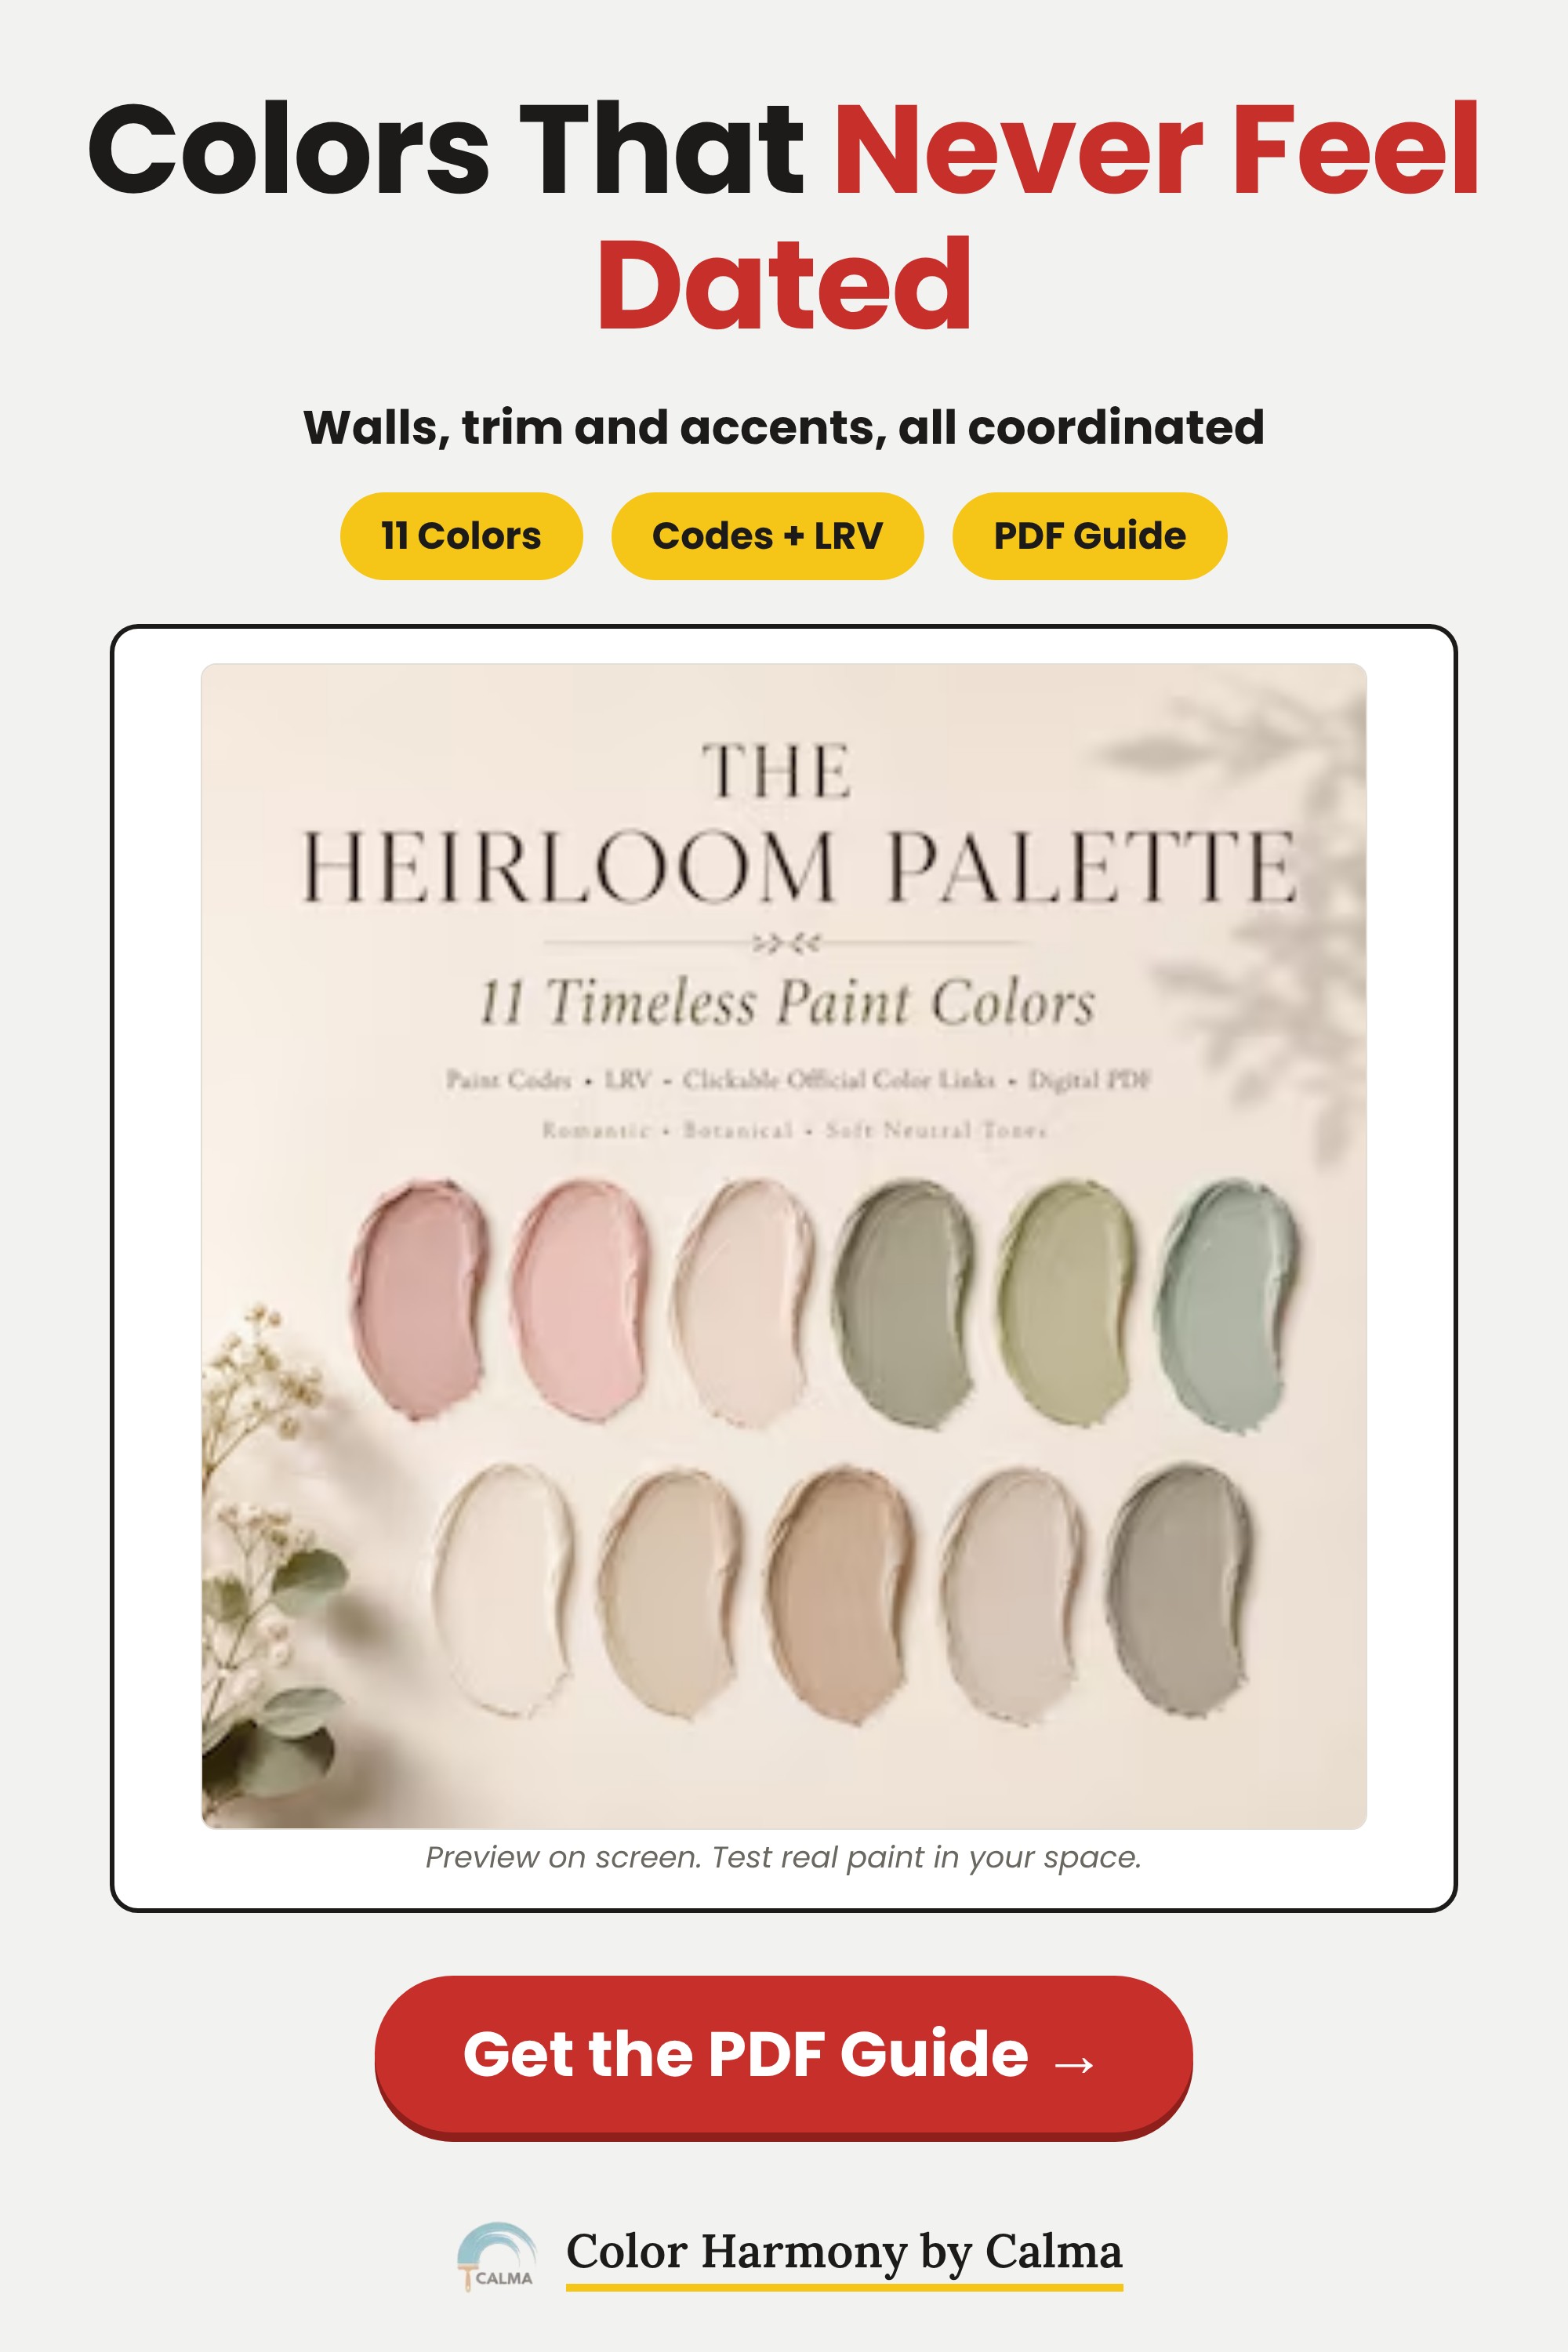 Colors That Never Feel
Dated
Walls, trim and accents, all coordinated
11 Colors
Codes + LRV
PDF Guide
THE
HEIRLOOM PALETTE
11 Timeless Paint Colors
Paint Codes • LRV • Clickable Official Color Links • Digital PDF
Romantic • Botanical • Soft Neutral Tones
Preview on screen. Test real paint in your space.
Get the PDF Guide →
CALMA
Color Harmony by Calma